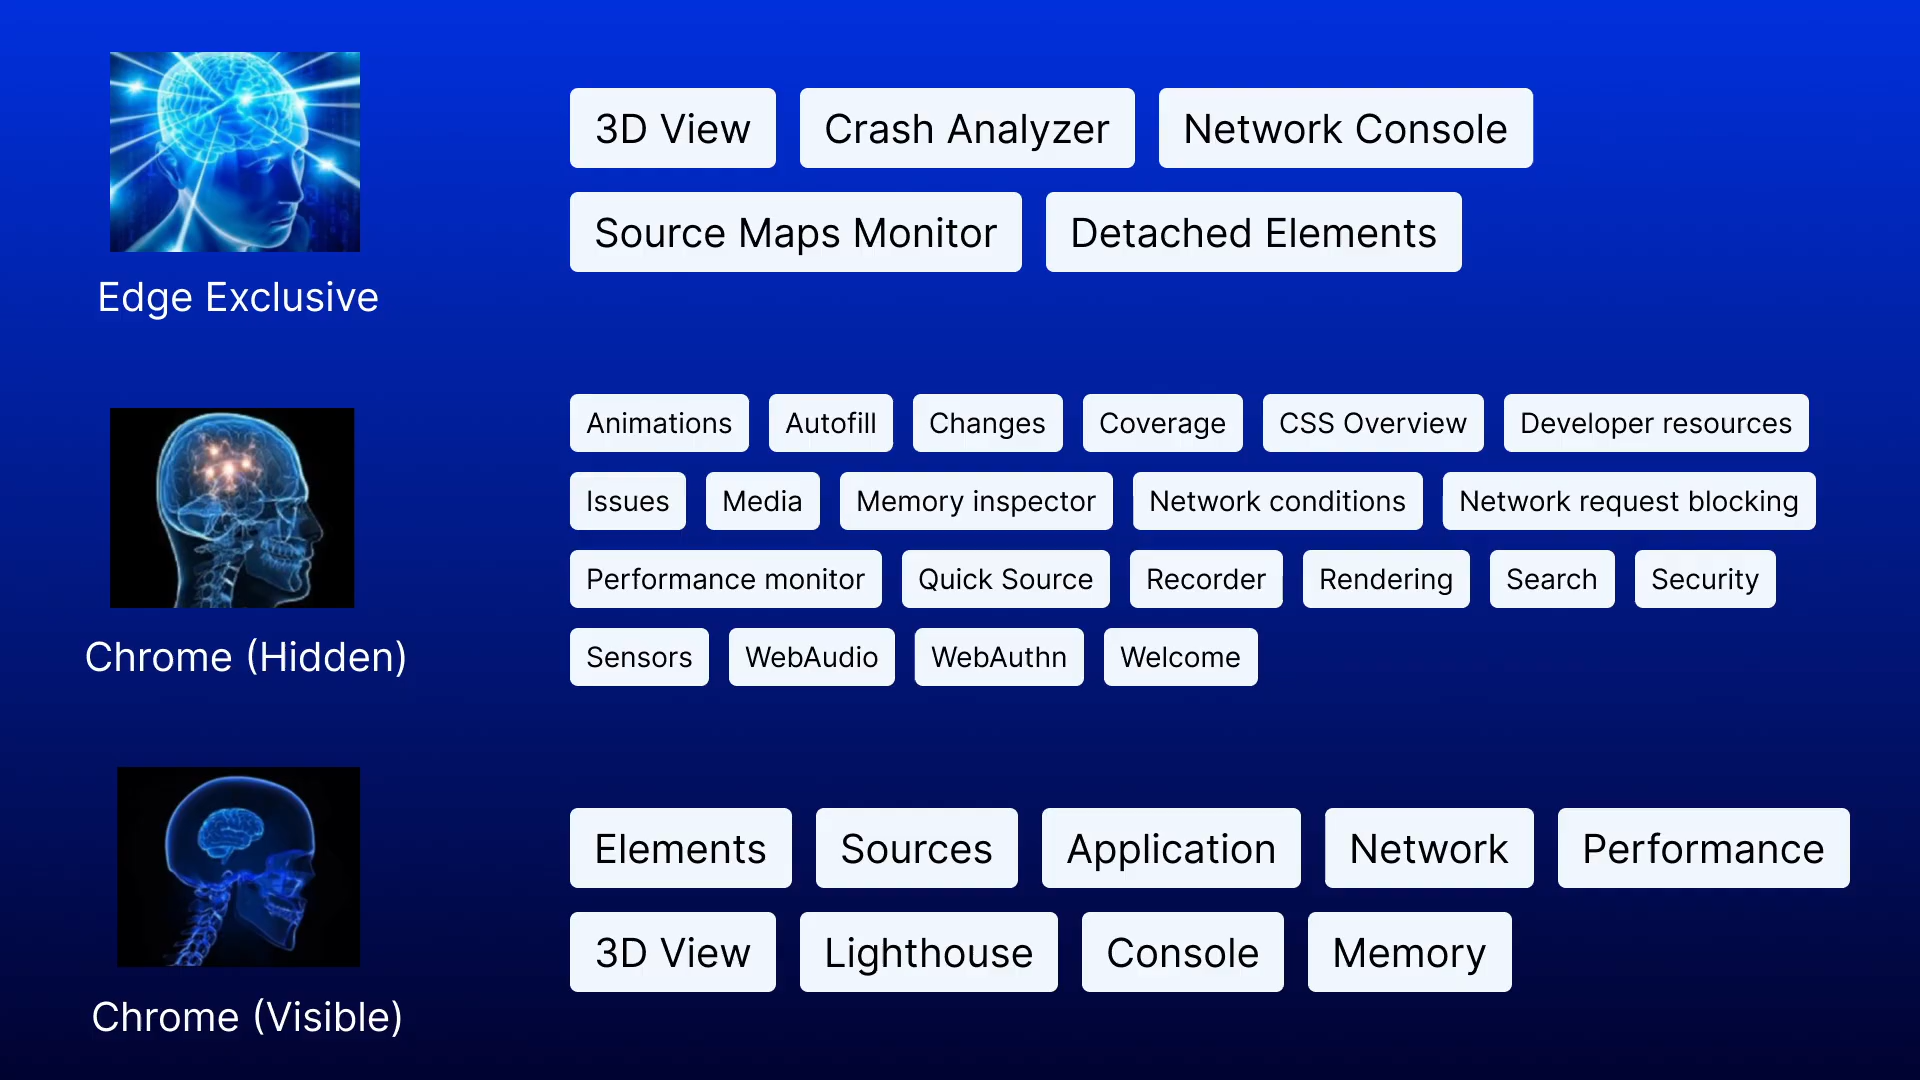 3D View Crash Analyzer Network Console
Source Maps Monitor Detached Elements
Edge Exclusive
Animations Autofill Changes Coverage CSS Overview Developer resources
Issues Media Memory inspector Network conditions Network request blocking
Performance monitor Quick Source Recorder Rendering Search Security
Sensors WebAudio WebAuthn Welcome
Chrome (Hidden)
Elements Sources Application Network Performance
3D View Lighthouse Console Memory
Chrome (Visible)